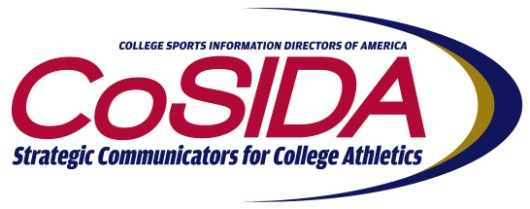 COLLEGE SPORTS INFORMATION DIRECTORS OF AMERICA
CoSIDA
Strategic Communicators for College Athletics